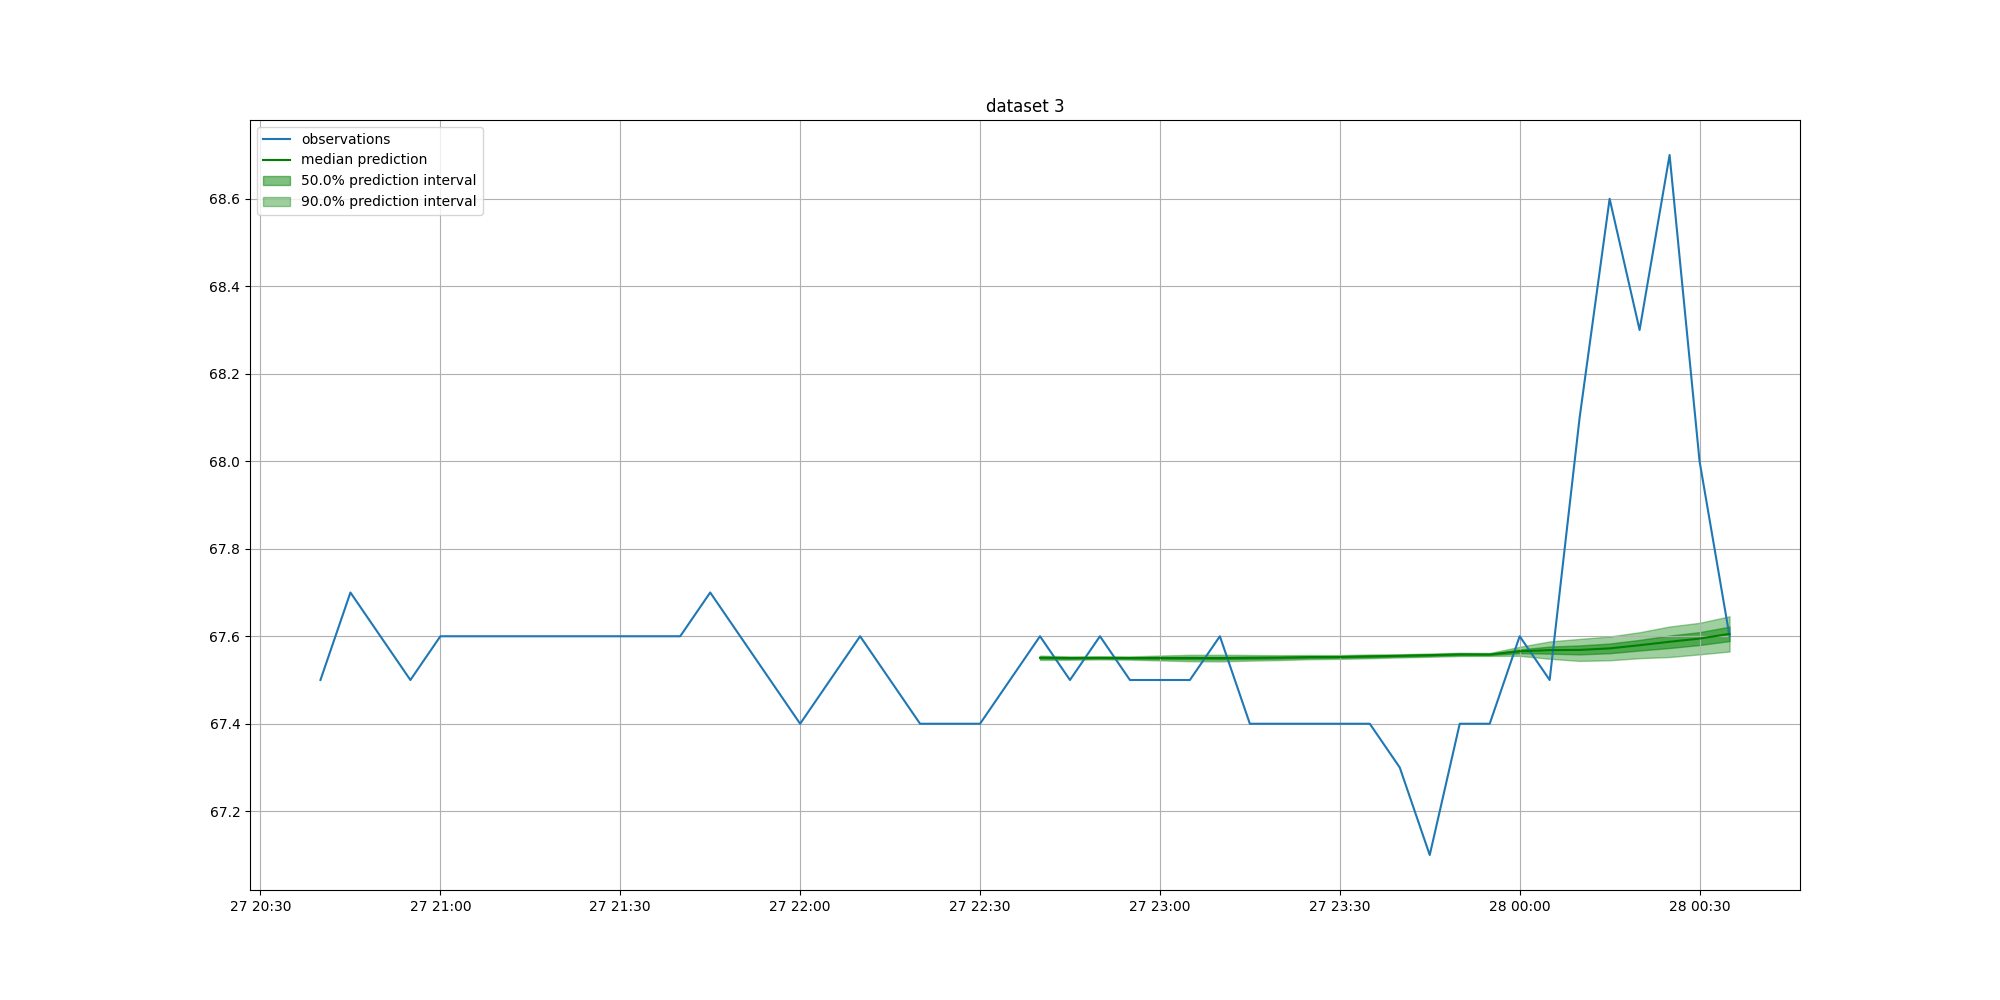 dataset 3
observations
median prediction
50.0% prediction interval
90.0% prediction interval
68.6
68.4
68.2
68.0
67.8
67.6
67.4
67.2
27 20:30 27 21:00 27 21:30 27 22:00 27 22:30 27 23:00 27 23:30 28 00:00 28 00:30